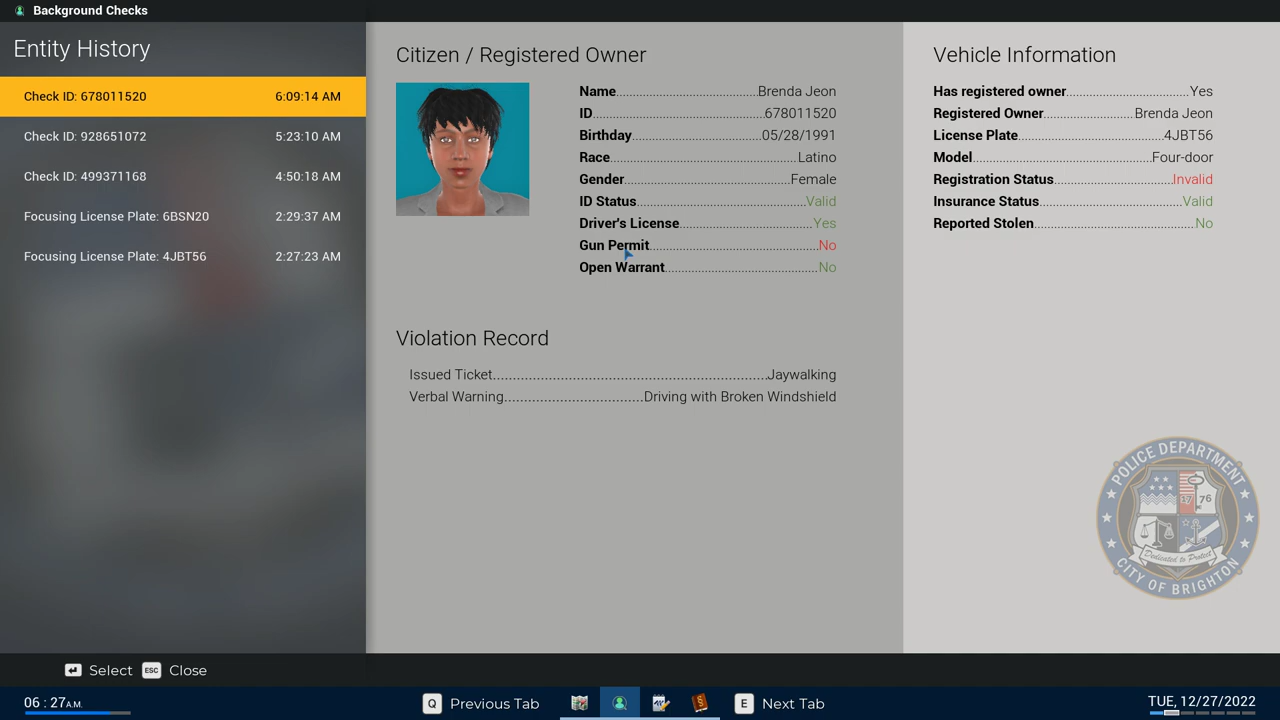 Background Checks
Entity History
Check ID: 678011520 6:09:14 AM
Check ID: 928651072 5:23:10 AM
Check ID: 499371168 4:50:18 AM
Focusing License Plate: 6BSN20 2:29:37 AM
Focusing License Plate: 4JBT56 2:27:23 AM
Citizen / Registered Owner
Name Brenda Jeon
ID 678011520
Birthday 05/28/1991
Race Latino
Gender Female
ID Status Valid
Driver's License Yes
Gun Permit No
Open Warrant No
Violation Record
Issued Ticket Jaywalking
Verbal Warning Driving with Broken Windshield
Vehicle Information
Has registered owner Yes
Registered Owner Brenda Jeon
License Plate 4JBT56
Model Four-door
Registration Status Invalid
Insurance Status Valid
Reported Stolen No
POLICE DEPARTMENT
17 76
Dedicated to Protect
CITY OF BRIGHTON
Select ESC Close
06 : 27 A.M.
Q Previous Tab
E Next Tab
TUE, 12/27/2022